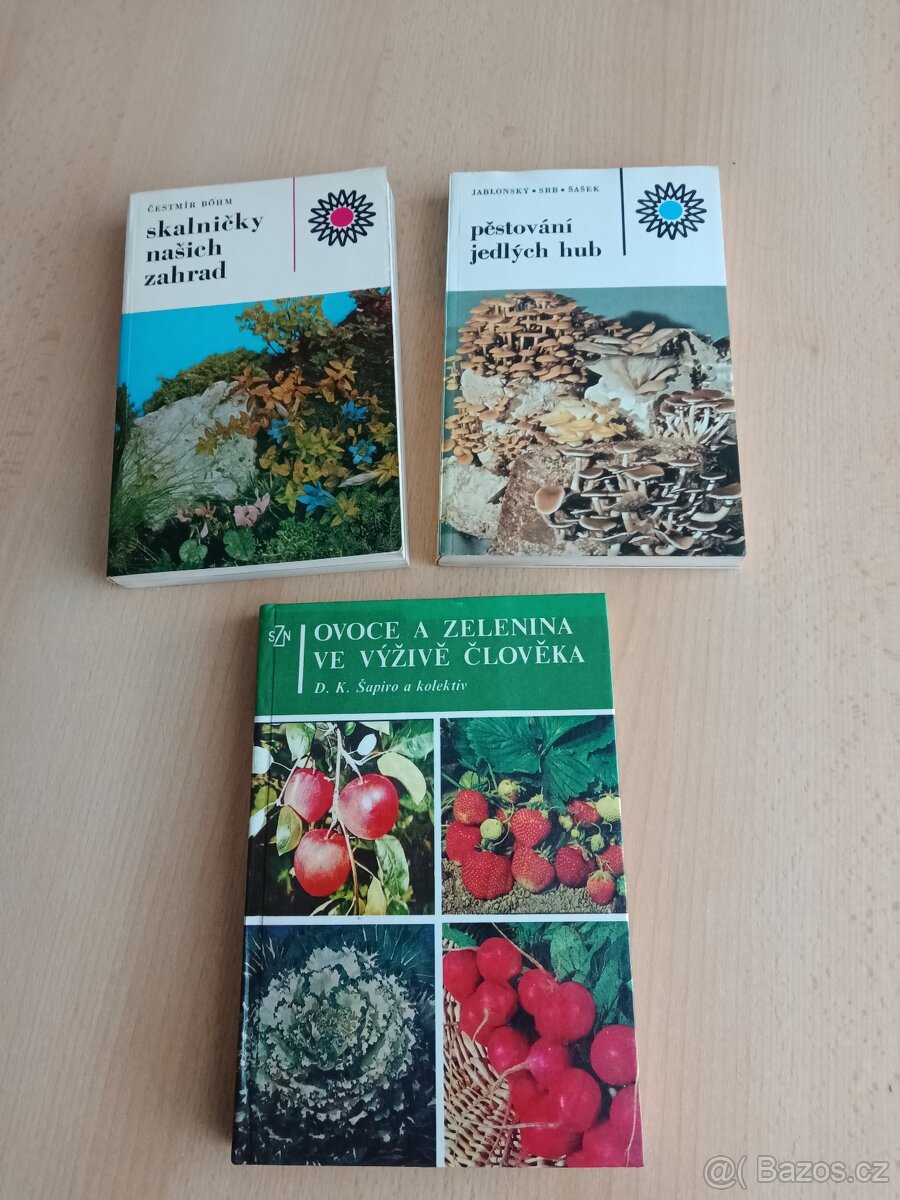 ČESTMÍR BÖHM
skalničky
našich
zahrad
JABLONSKÝ • SRB • ŠAŠEK
pěstování
jedlých hub
SZN
OVOCE A ZELENINA
VE VÝŽIVĚ ČLOVĚKA
D. K. Šapiro a kolektiv
@( Bazos.cz